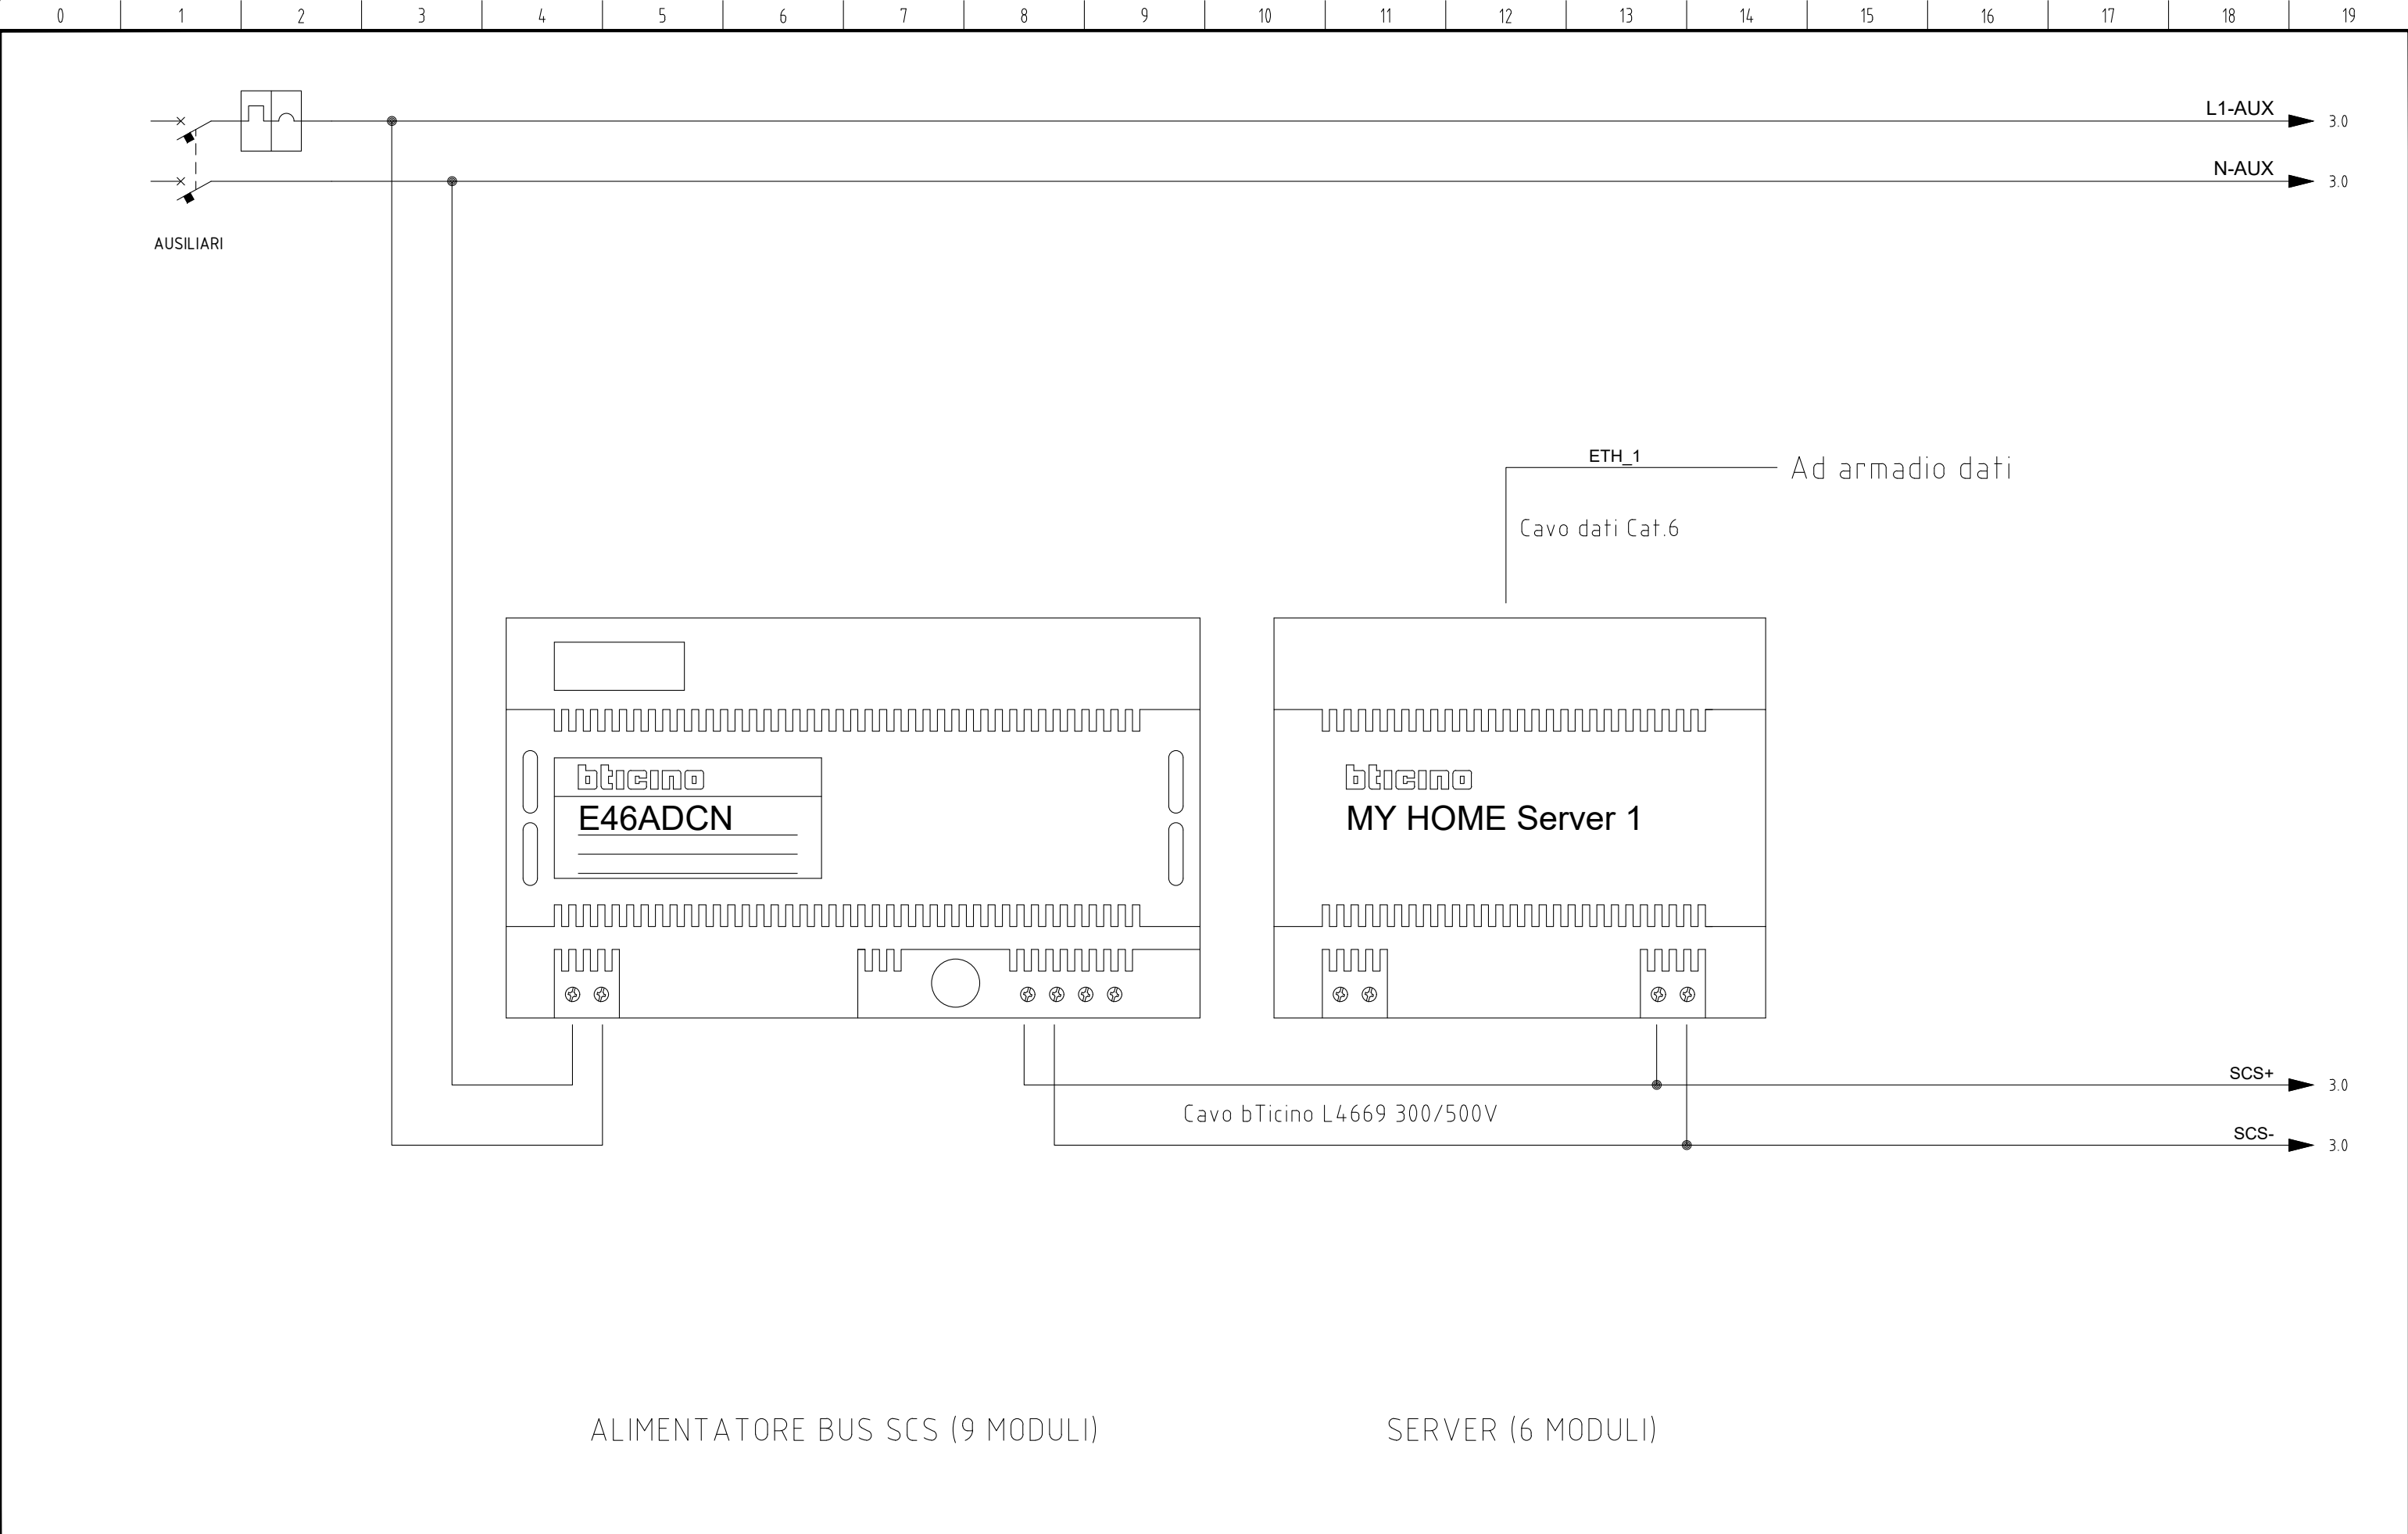 0 1 2 3 4 5 6 7 8 9 10 11 12 13 14 15 16 17 18 19
L1-AUX 3.0
N-AUX 3.0
AUSILIARI
ETH_1
Ad armadio dati
Cavo dati Cat.6
bticino
E46ADCN
bticino
MY HOME Server 1
SCS+ 3.0
Cavo bTicino L4669 300/500V
SCS- 3.0
ALIMENTATORE BUS SCS (9 MODULI)
SERVER (6 MODULI)